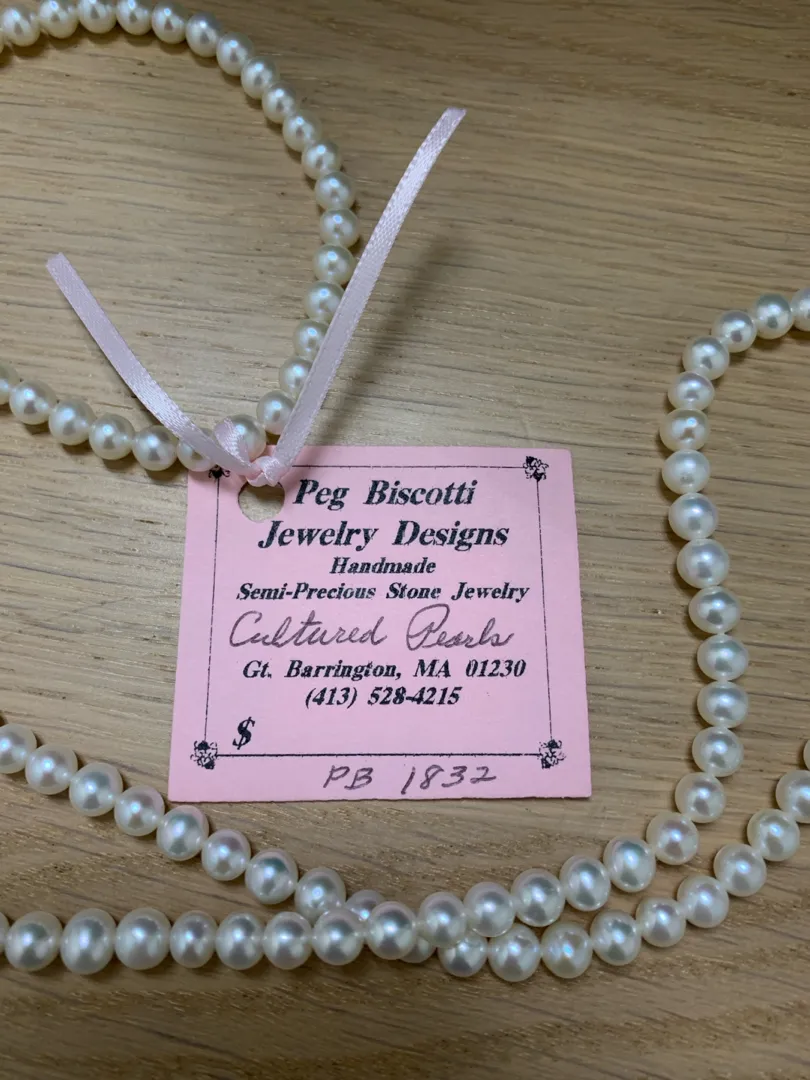 Peg Biscotti
Jewelry Designs
Handmade
Semi-Precious Stone Jewelry
Cultured Pearls
Gt. Barrington, MA 01230
(413) 528-4215
$
PB 1832